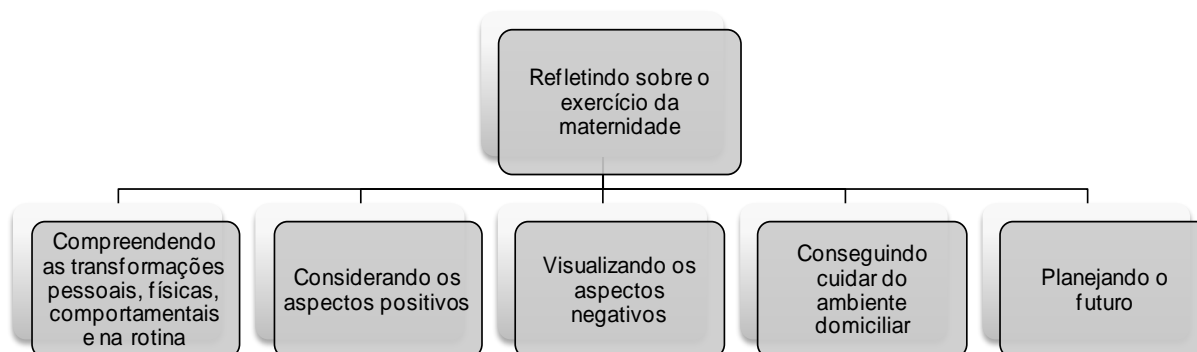 Refletindo sobre o
exercício da
maternidade
Compreendendo
as transformações
pessoais, físicas,
comportamentais
e na rotina
Considerando os
aspectos positivos
Visualizando os
aspectos
negativos
Conseguindo
cuidar do
ambiente
domiciliar
Planejando o
futuro